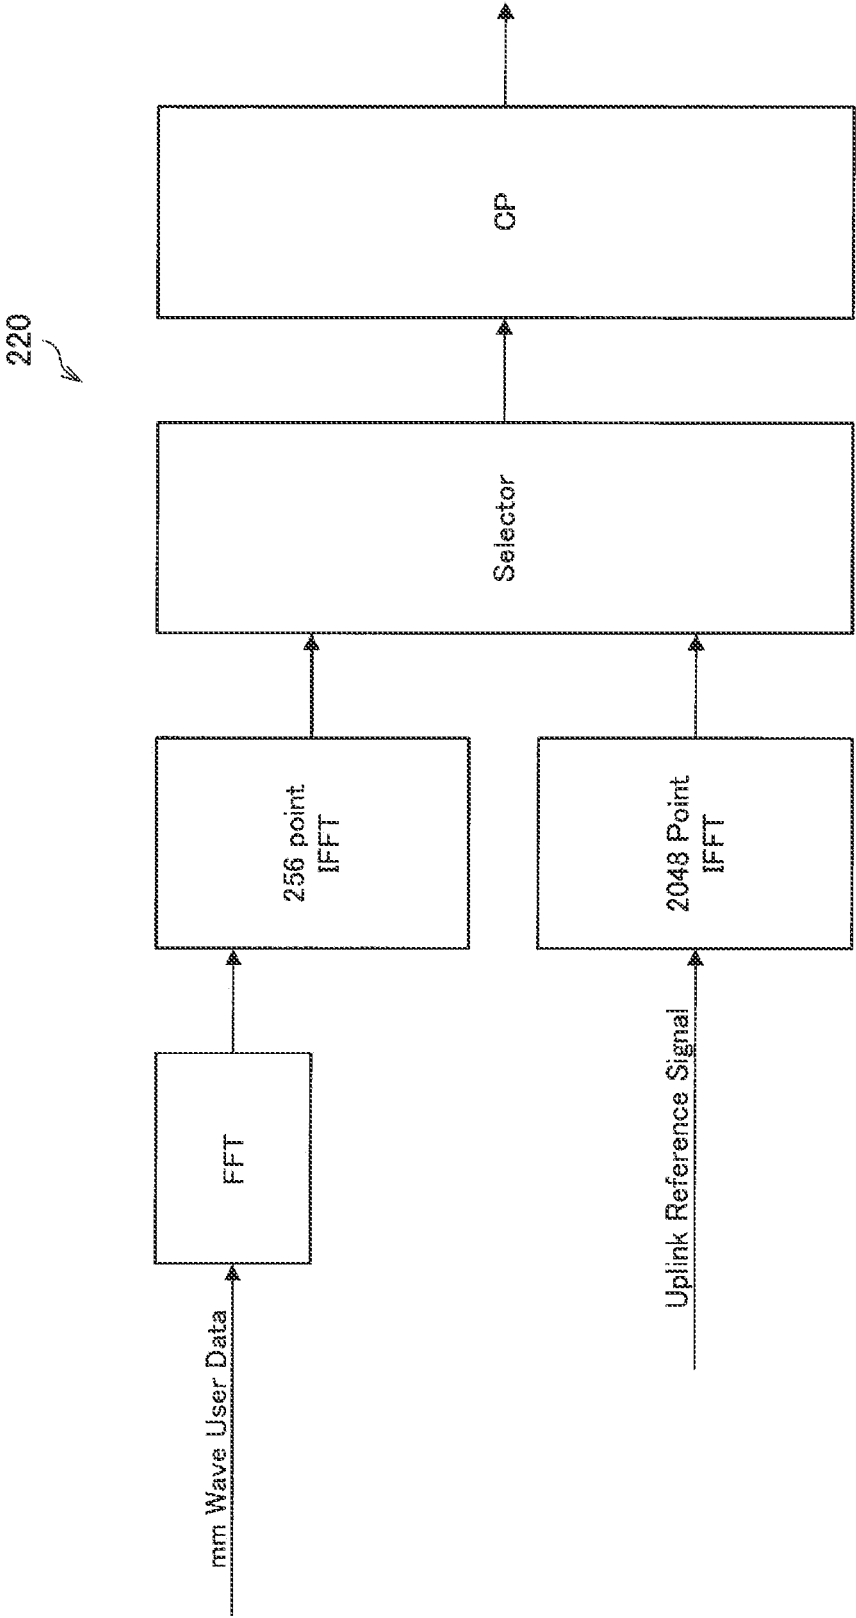 220
mm Wave User Data
FFT
256 point
IFFT
Uplink Reference Signal
2048 Point
IFFT
Selector
CP